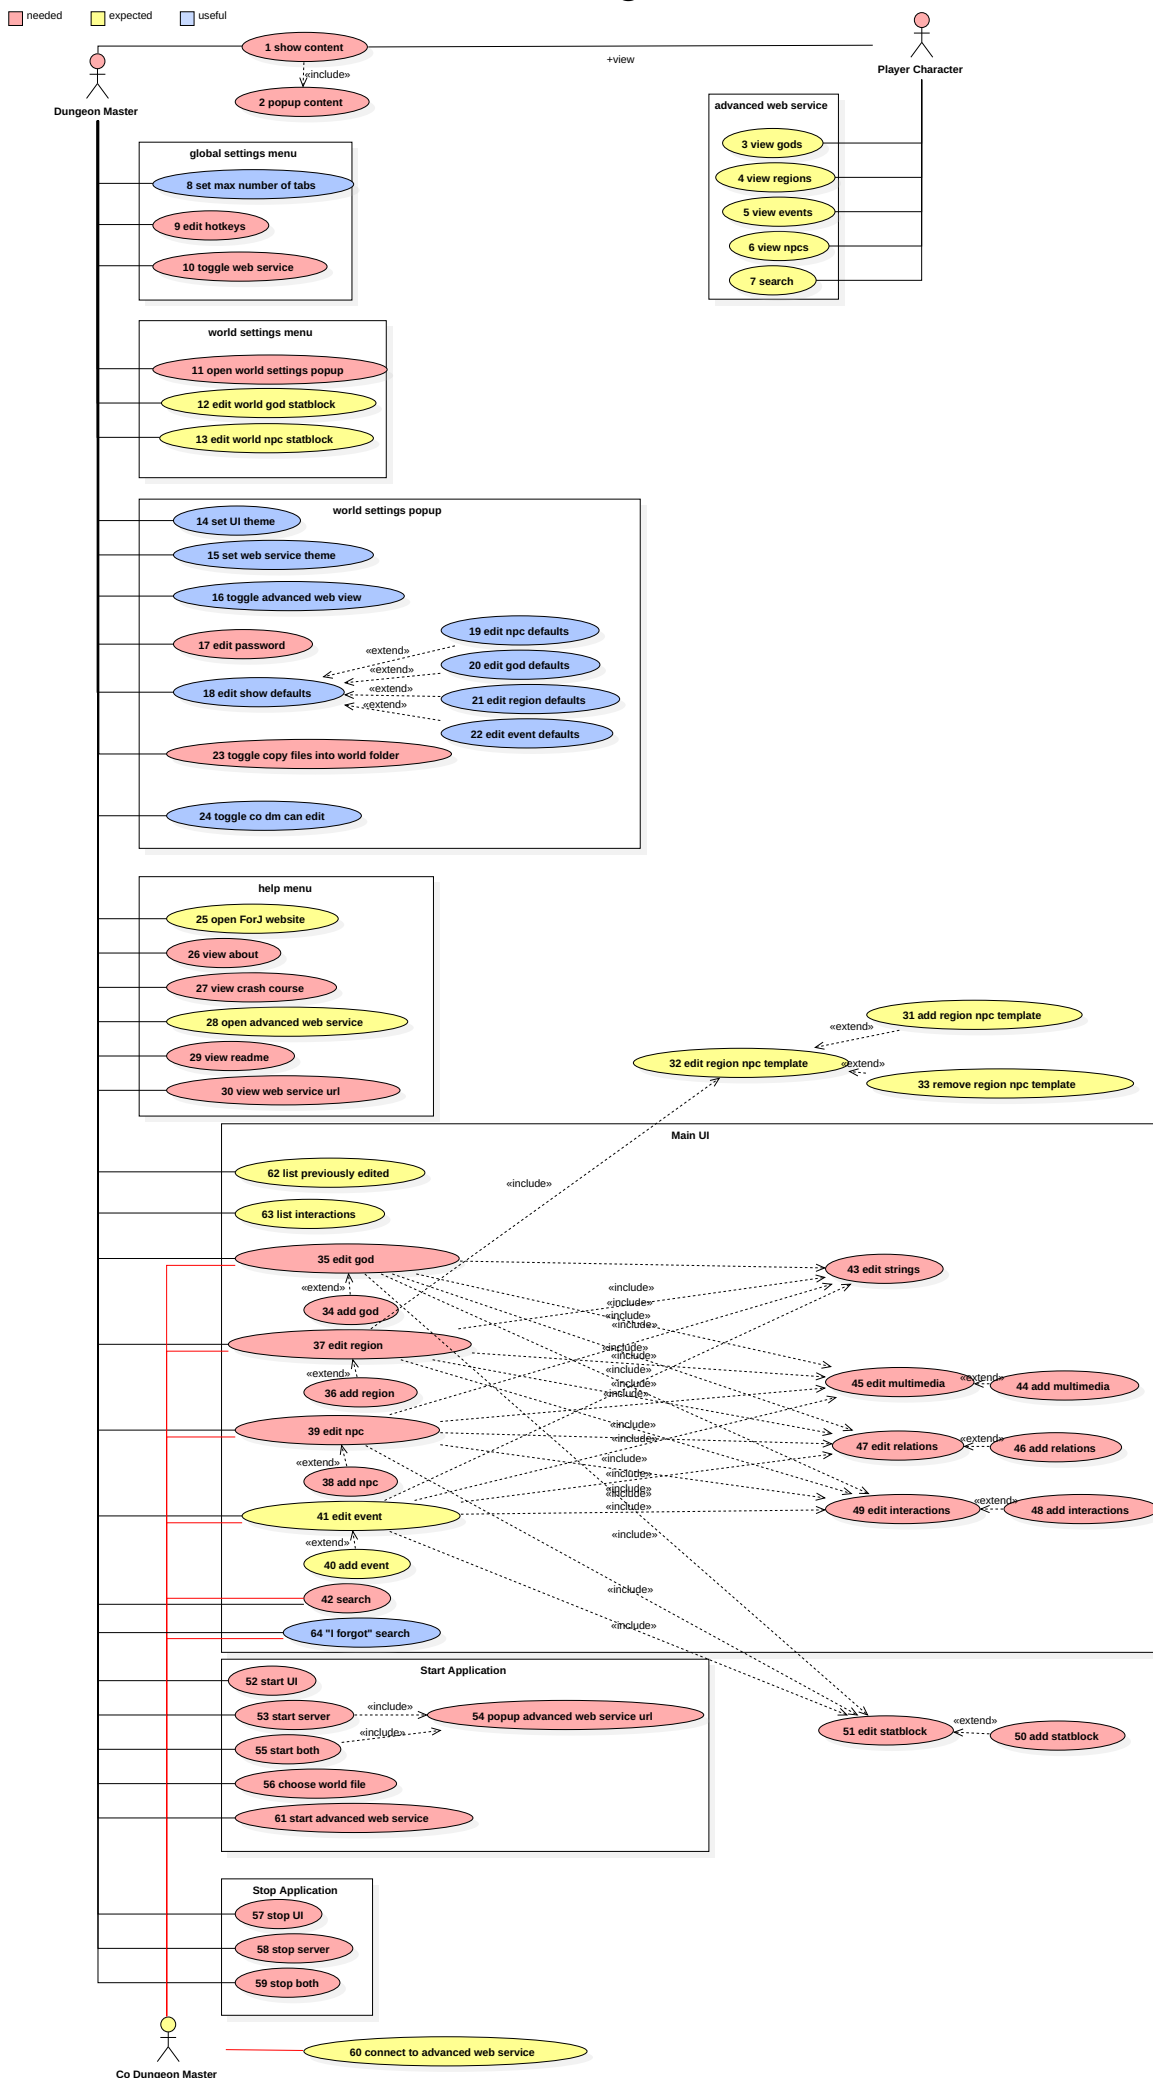 needed
expected
useful
1 show content
+view
«include»
2 popup content
Dungeon Master
Player Character
advanced web service
3 view gods
4 view regions
5 view events
6 view npcs
7 search
global settings menu
8 set max number of tabs
9 edit hotkeys
10 toggle web service
world settings menu
11 open world settings popup
12 edit world god statblock
13 edit world npc statblock
world settings popup
14 set UI theme
15 set web service theme
16 toggle advanced web view
17 edit password
18 edit show defaults
«extend»
«extend»
«extend»
«extend»
19 edit npc defaults
20 edit god defaults
21 edit region defaults
22 edit event defaults
23 toggle copy files into world folder
24 toggle co dm can edit
help menu
25 open ForJ website
26 view about
27 view crash course
28 open advanced web service
29 view readme
30 view web service url
31 add region npc template
«extend»
32 edit region npc template
«extend»
33 remove region npc template
Main UI
62 list previously edited
«include»
63 list interactions
35 edit god
43 edit strings
«extend»
«include»
34 add god
«include»
«include»
«include»
37 edit region
«include»
«include»
«extend»
«include»
36 add region
«include»
«include»
45 edit multimedia
«extend»
44 add multimedia
39 edit npc
«include»
«include»
47 edit relations
«extend»
46 add relations
«extend»
«include»
«include»
38 add npc
«include»
«include»
«include»
41 edit event
49 edit interactions
«extend»
48 add interactions
«extend»
«include»
40 add event
42 search
«include»
64 "I forgot" search
«include»
Start Application
52 start UI
53 start server
«include»
54 popup advanced web service url
55 start both
«include»
56 choose world file
61 start advanced web service
51 edit statblock
«extend»
50 add statblock
Stop Application
57 stop UI
58 stop server
59 stop both
60 connect to advanced web service
Co Dungeon Master